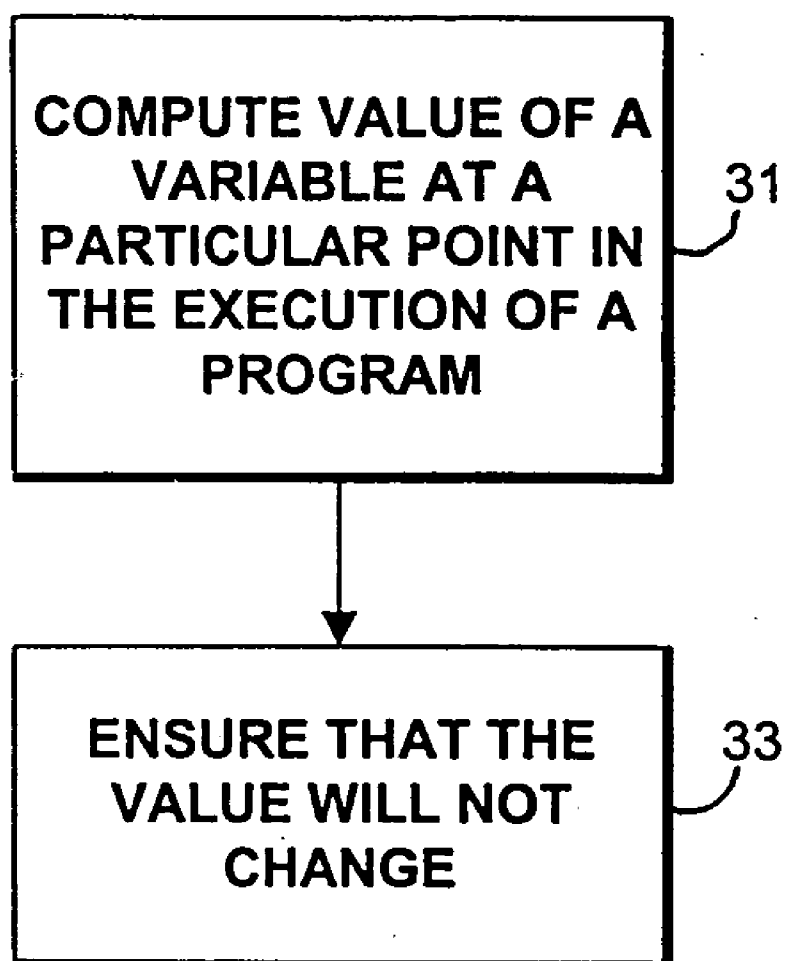 COMPUTE VALUE OF A
VARIABLE AT A
PARTICULAR POINT IN
THE EXECUTION OF A
PROGRAM
31
ENSURE THAT THE
VALUE WILL NOT
CHANGE
33